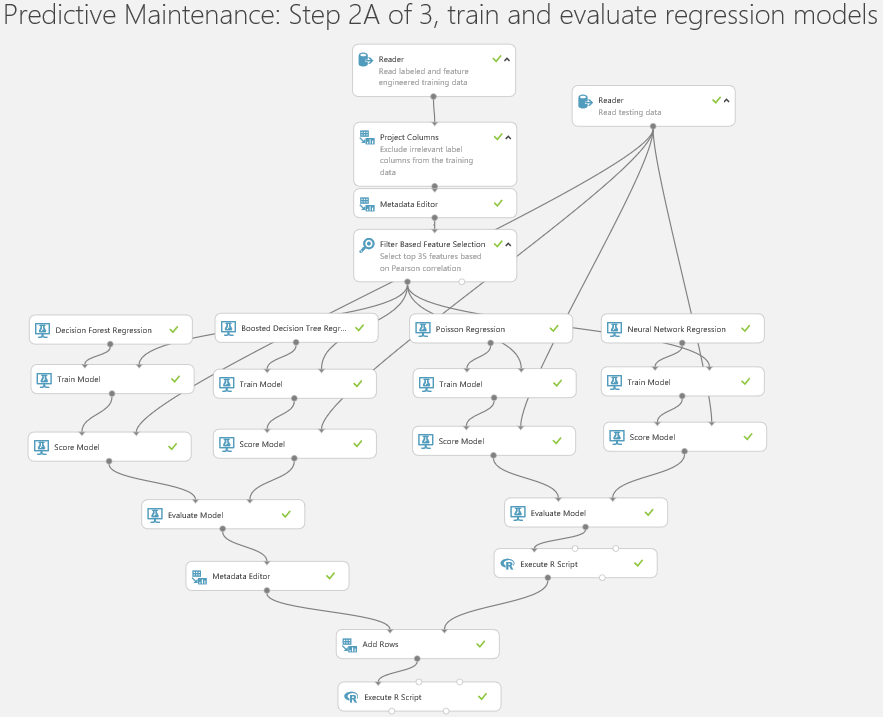 Predictive Maintenance: Step 2A of 3, train and evaluate regression models
Reader
Read labeled and feature
engineered training data
Reader
Read testing data
Project Columns
Exclude irrelevant label
columns from the training
data
Metadata Editor
Filter Based Feature Selection
Select top 35 features based
on Pearson correlation
Decision Forest Regression
Boosted Decision Tree Regr...
Poisson Regression
Neural Network Regression
Train Model
Train Model
Train Model
Train Model
Score Model
Score Model
Score Model
Score Model
Evaluate Model
Evaluate Model
Metadata Editor
Execute R Script
Add Rows
Execute R Script